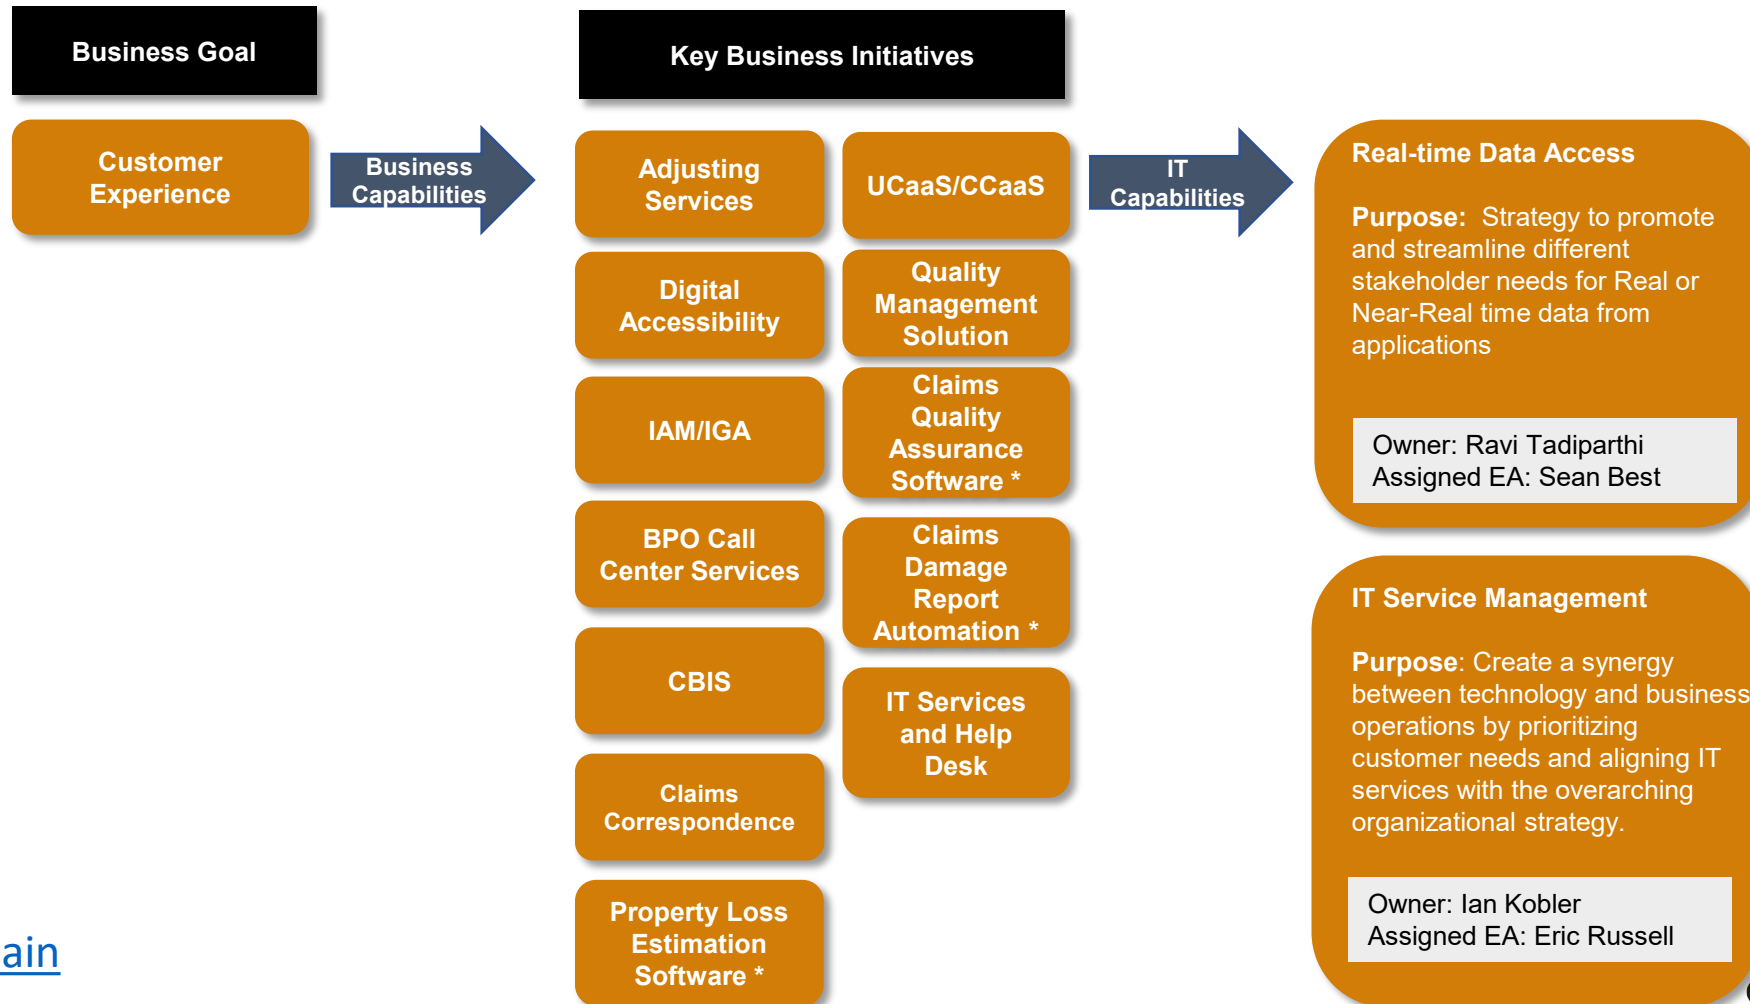 Business Goal
Key Business Initiatives
Customer
Experience
Business
Capabilities
Adjusting
Services
UCaaS/CCaaS
IT
Capabilities
Digital
Accessibility
Quality
Management
Solution
IAM/IGA
Claims
Quality
Assurance
Software *
BPO Call
Center Services
Claims
Damage
Report
Automation *
CBIS
IT Services
and Help
Desk
Claims
Correspondence
Property Loss
Estimation
Software *
Real-time Data Access
Purpose:  Strategy to promote
and streamline different
stakeholder needs for Real or
Near-Real time data from
applications
Owner: Ravi Tadiparthi
Assigned EA: Sean Best
IT Service Management
Purpose: Create a synergy
between technology and business
operations by prioritizing
customer needs and aligning IT
services with the overarching
organizational strategy.
Owner: Ian Kobler
Assigned EA: Eric Russell
ain